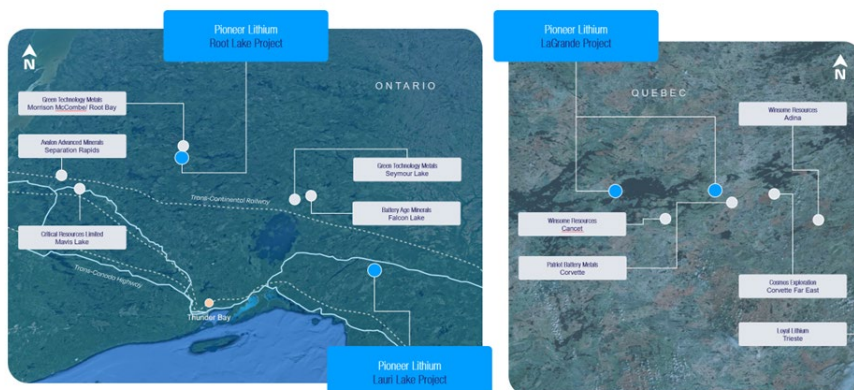 Pioneer Lithium
Root Lake Project
N
ONTARIO
Green Technology Metals
Morrison McCombe/ Root Bay
Avalon Advanced Minerals
Separation Rapids
Green Technology Metals
Seymour Lake
Trans-Continental Railway
Battery Age Minerals
Falcon Lake
Critical Resources Limited
Mavis Lake
Trans-Canada Highway
Thunder Bay
Pioneer Lithium
Lauri Lake Project
Pioneer Lithium
LaGrande Project
N
QUEBEC
Winsome Resources
Adina
Winsome Resources
Cancet
Patriot Battery Metals
Corvette
Cosmos Exploration
Corvette Far East
Loyal Lithium
Trieste